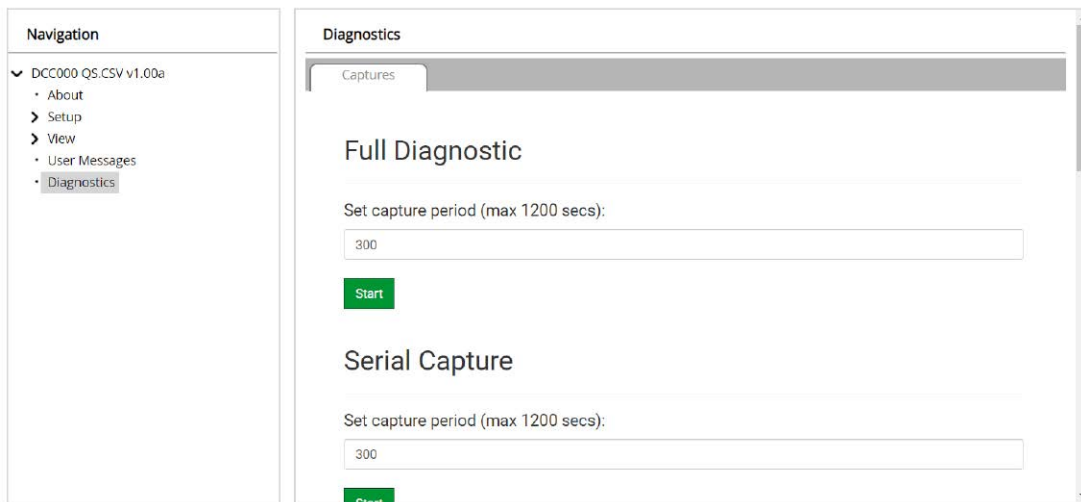 Navigation
DCC000 QS.CSV v1.00a
About
Setup
View
User Messages
Diagnostics
Diagnostics
Captures
Full Diagnostic
Set capture period (max 1200 secs):
300
Start
Serial Capture
Set capture period (max 1200 secs):
300
Start